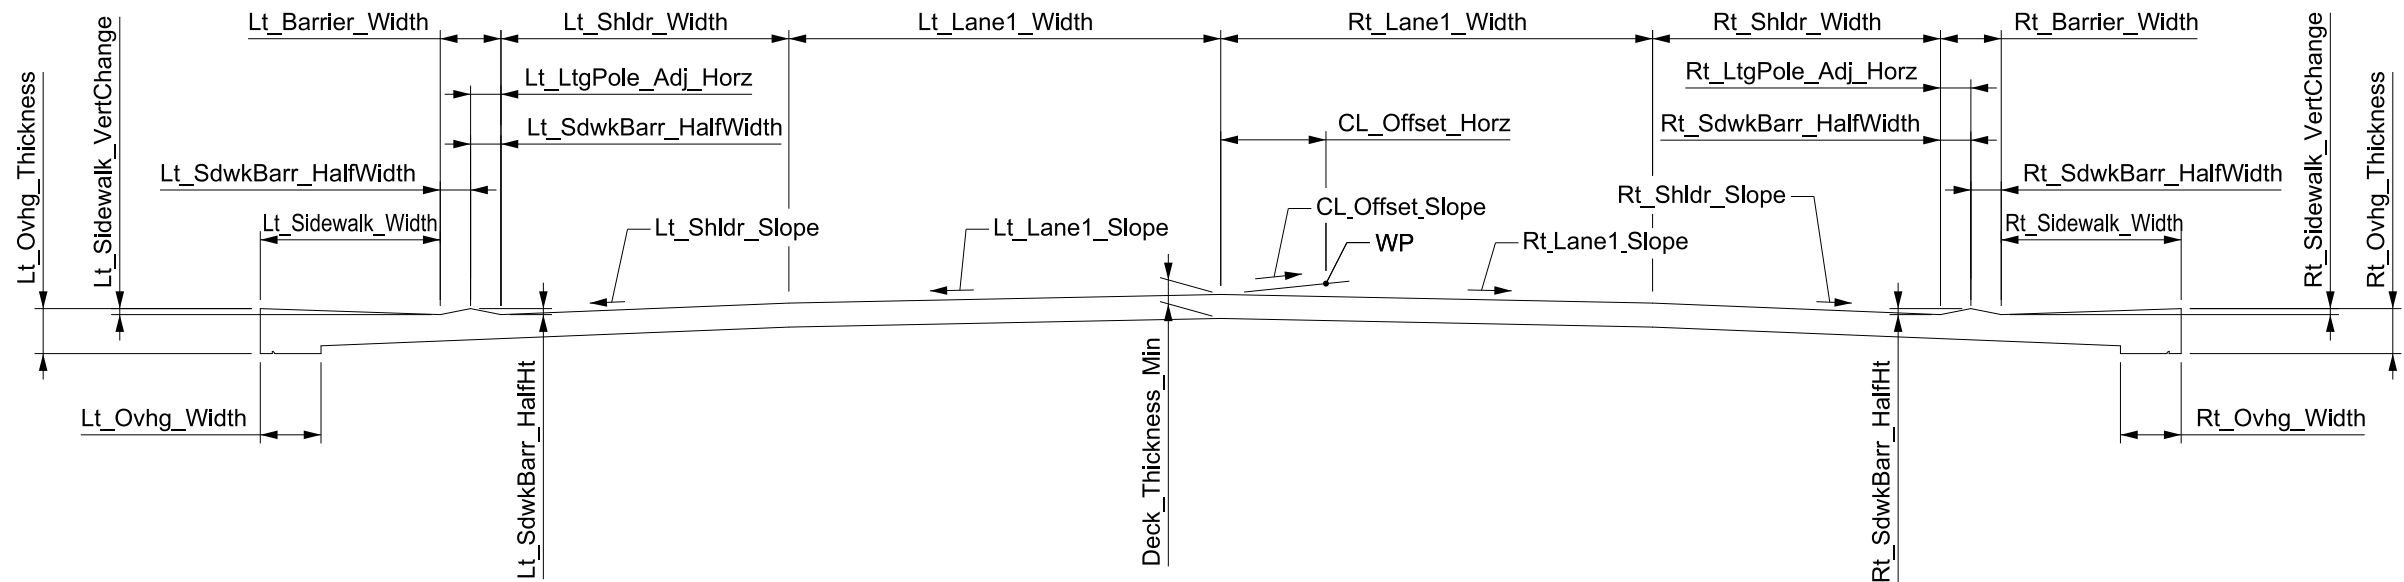 Lt_Barrier_Width
Lt_Shldr_Width
Lt_Lane1_Width
Rt_Lane1_Width
Rt_Shldr_Width
Rt_Barrier_Width
Lt_LtgPole_Adj_Horz
Rt_LtgPole_Adj_Horz
Lt_SdwkBarr_HalfWidth
CL_Offset_Horz
Rt_SdwkBarr_HalfWidth
Lt_SdwkBarr_HalfWidth
Rt_SdwkBarr_HalfWidth
Lt_Ovhg_Thickness
Lt_Sidewalk_VertChange
Rt_Sidewalk_VertChange
Rt_Ovhg_Thickness
Lt_Sidewalk_Width
Lt_Shldr_Slope
Lt_Lane1_Slope
CL_Offset_Slope
WP
Rt_Lane1_Slope
Rt_Shldr_Slope
Rt_Sidewalk_Width
Lt_Ovhg_Width
Lt_SdwkBarr_HalfHt
Deck_Thickness_Min
Rt_SdwkBarr_HalfHt
Rt_Ovhg_Width